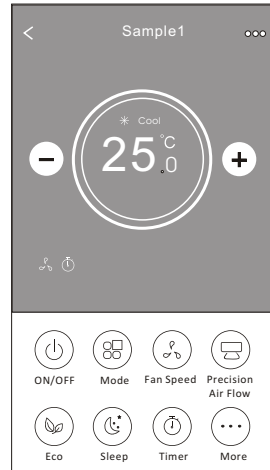 Sample1
Cool
25.0°C
ON/OFF
Mode
Fan Speed
Precision
Air Flow
Eco
Sleep
Timer
More